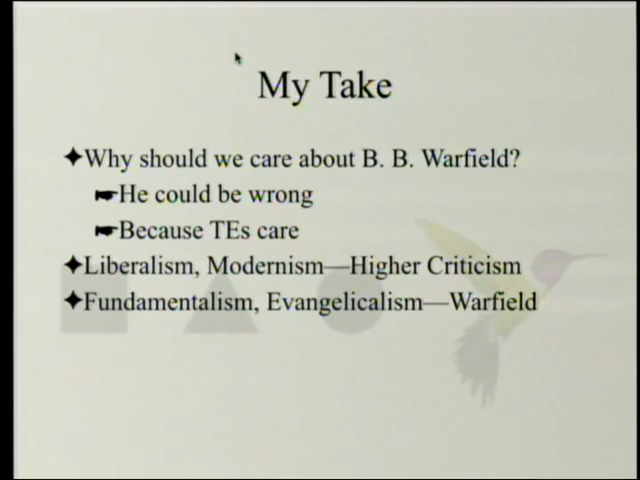 My Take
Why should we care about B. B. Warfield?
He could be wrong
Because TEs care
Liberalism, Modernism—Higher Criticism
Fundamentalism, Evangelicalism—Warfield